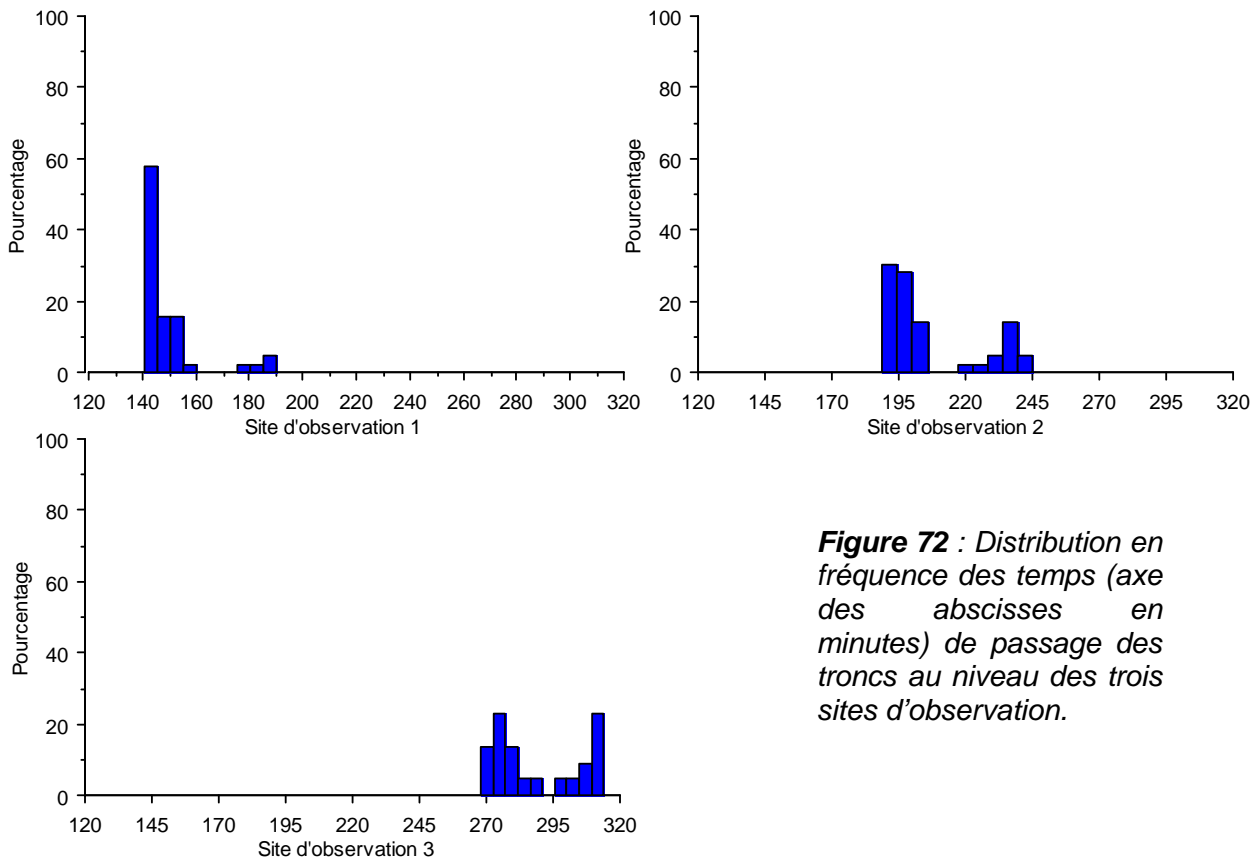 100
80
60
40
20
0
Pourcentage
120 140 160 180 200 220 240 260 280 300 320
Site d'observation 1
100
80
60
40
20
0
Pourcentage
120 145 170 195 220 245 270 295 320
Site d'observation 2
100
80
60
40
20
0
Pourcentage
120 145 170 195 220 245 270 295 320
Site d'observation 3
Figure 72 : Distribution en
fréquence des temps (axe
des abscisses en
minutes) de passage des
troncs au niveau des trois
sites d’observation.